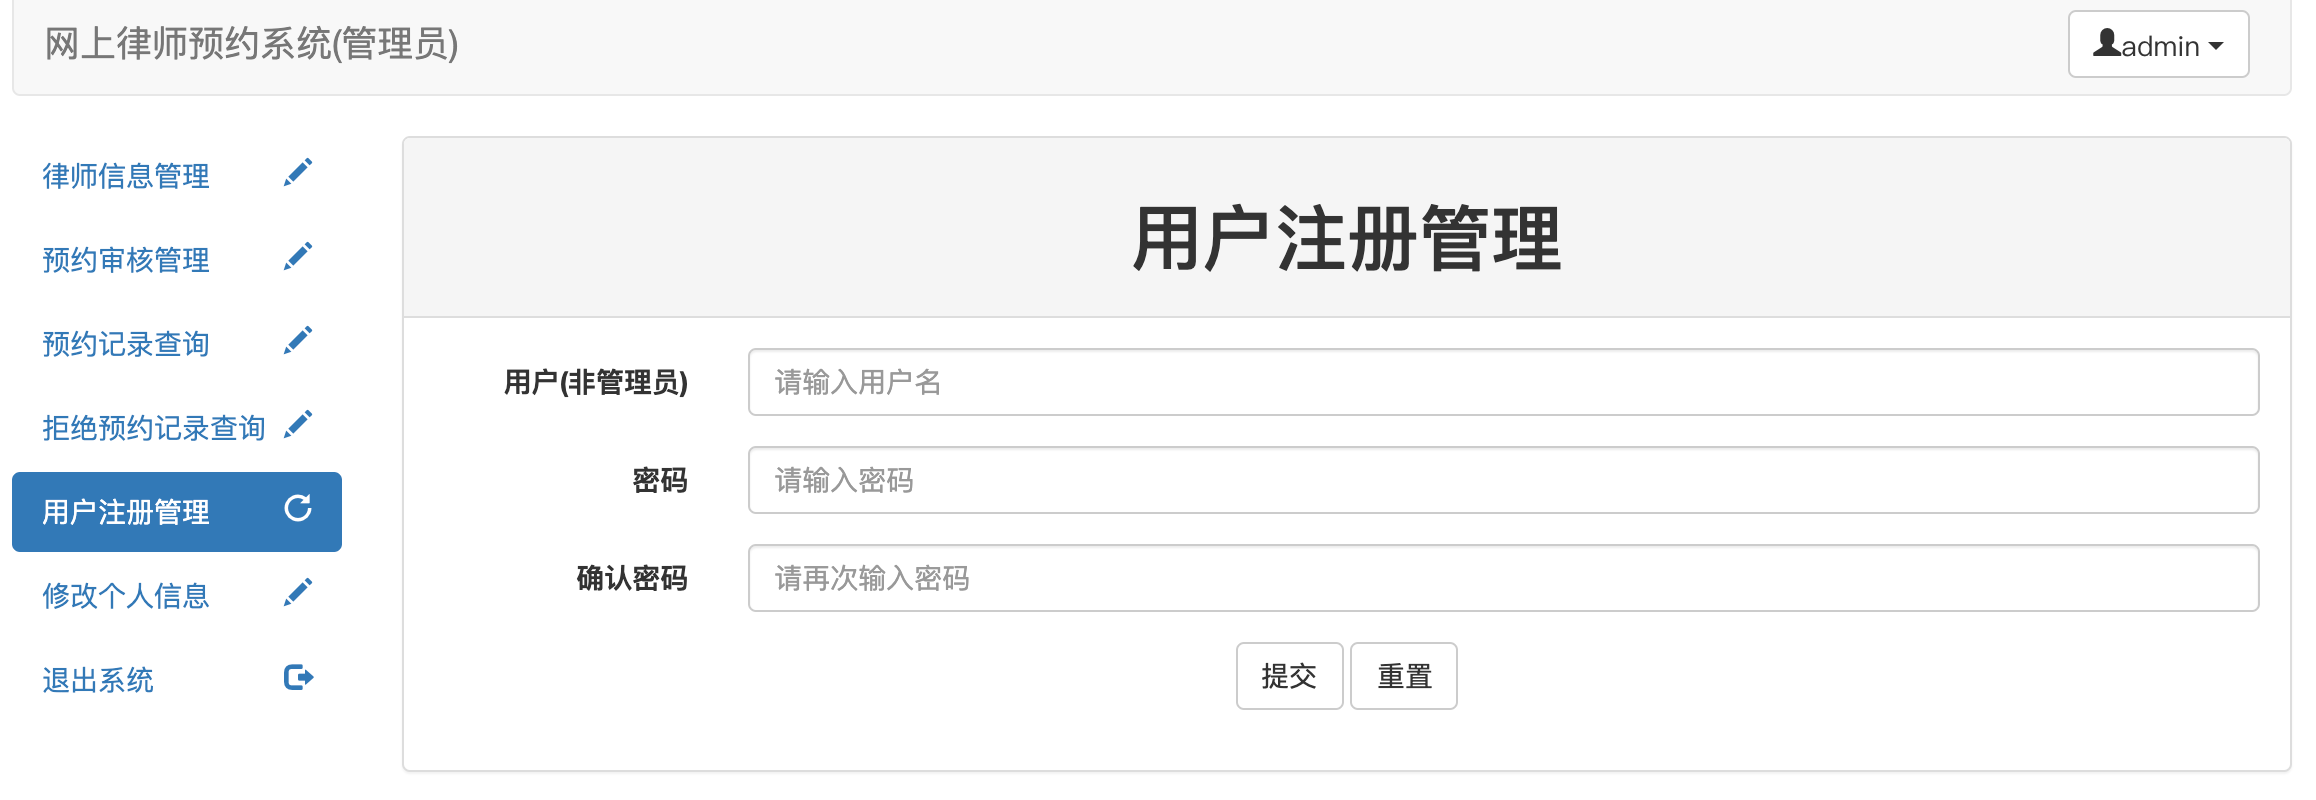 网上律师预约系统(管理员)
admin
律师信息管理
预约审核管理
预约记录查询
拒绝预约记录查询
用户注册管理
修改个人信息
退出系统
用户注册管理
用户(非管理员)
请输入用户名
密码
请输入密码
确认密码
请再次输入密码
提交
重置